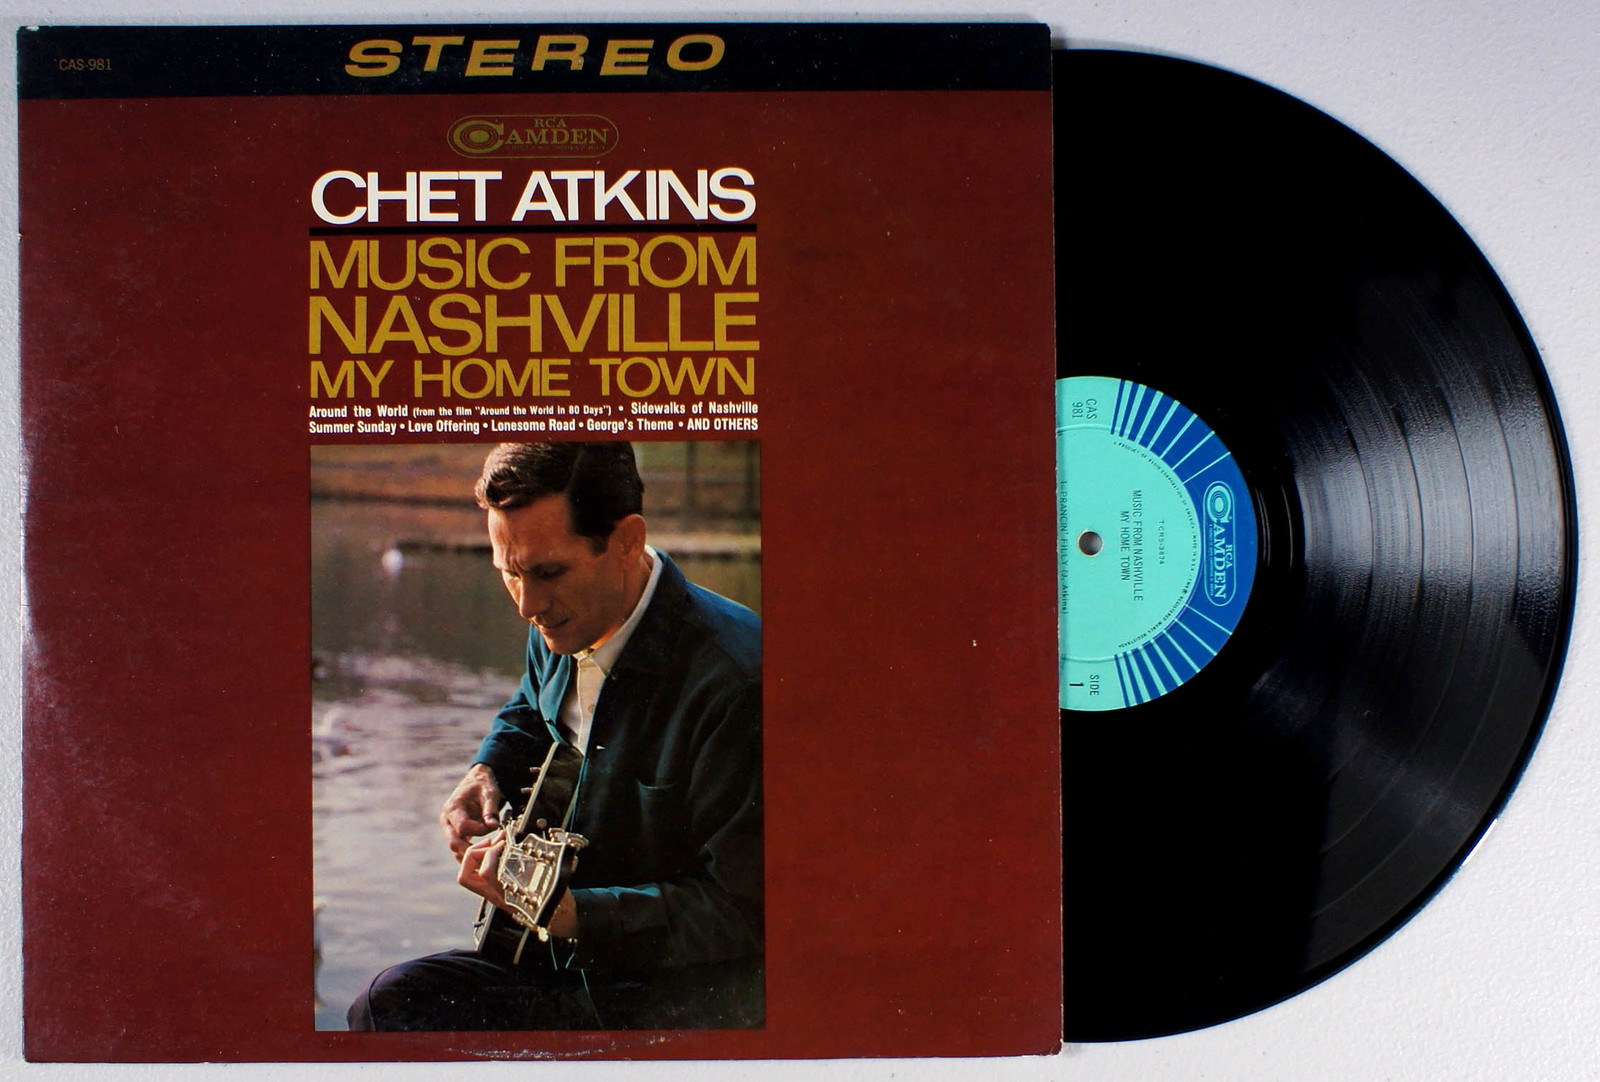 STEREO
CAS-981
RCA
CAMDEN
CHET ATKINS
MUSIC FROM
NASHVILLE
MY HOME TOWN
Around the World (from the film "Around the World in 80 Days") • Sidewalks of Nashville
Summer Sunday • Love Offering • Lonesome Road • George's Theme • AND OTHERS
RCA
CAMDEN
CAS
981
MUSIC FROM NASHVILLE
MY HOME TOWN
SIDE
1